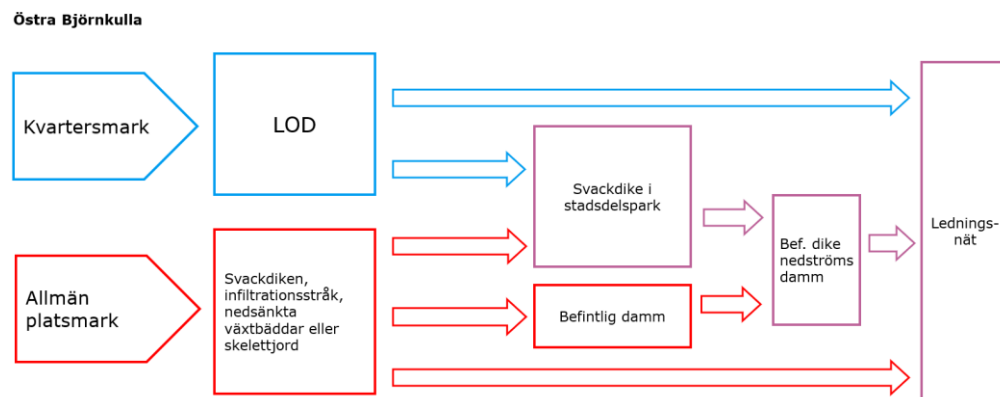 Östra Björnkulla
Kvartersmark
LOD
Svackdike i
stadsdelspark
Lednings-
nät
Bef. dike
nedströms
damm
Allmän
platsmark
Svackdiken,
infiltrationsstråk,
nedsänkta
växtbäddar eller
skelettjord
Befintlig damm